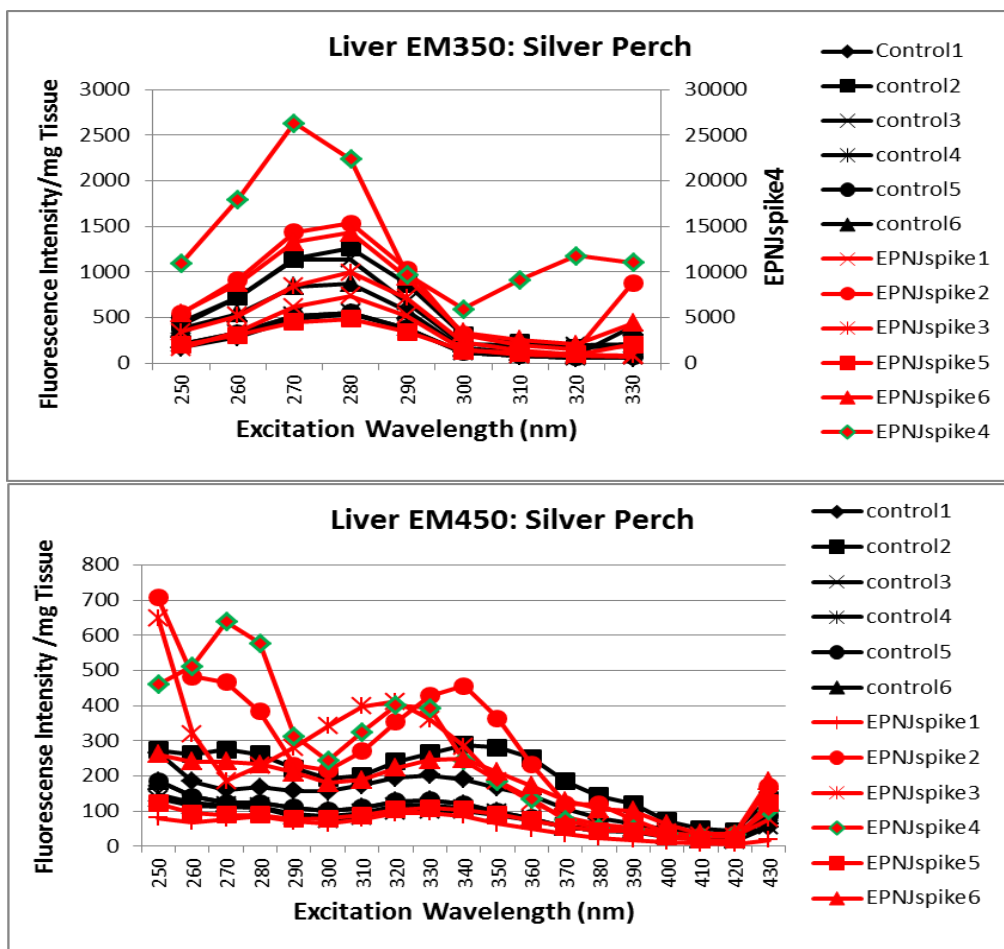 Liver EM350: Silver Perch
Fluorescence Intensity/mg Tissue
3000
2500
2000
1500
1000
500
0
30000
25000
20000
15000
10000
5000
0
EPNJspike4
250 260 270 280 290 300 310 320 330
Excitation Wavelength (nm)
Control1
control2
control3
control4
control5
control6
EPNJspike1
EPNJspike2
EPNJspike3
EPNJspike5
EPNJspike6
EPNJspike4
Liver EM450: Silver Perch
Fluorescense Intensity /mg Tissue
800
700
600
500
400
300
200
100
0
250 260 270 280 290 300 310 320 330 340 350 360 370 380 390 400 410 420 430
Excitation Wavelength (nm)
control1
control2
control3
control4
control5
control6
EPNJspike1
EPNJspike2
EPNJspike3
EPNJspike4
EPNJspike5
EPNJspike6